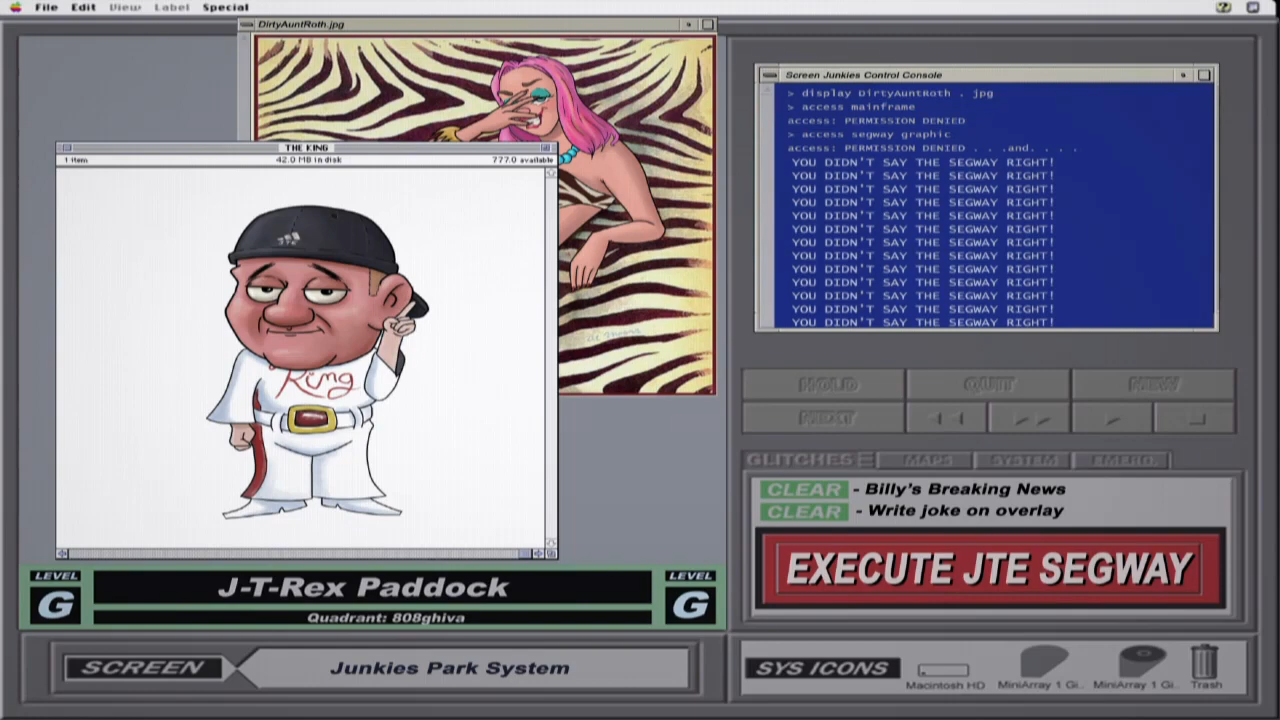 File Edit View Label Special
DirtyAuntRoth.jpg
THE KING
1 item 42.0 MB in disk 777.0 available
JTE
King
Screen Junkies Control Console
> display DirtyAuntRoth . jpg
> access mainframe
access: PERMISSION DENIED
> access segway graphic
access: PERMISSION DENIED . . .and. . . .
YOU DIDN'T SAY THE SEGWAY RIGHT!
YOU DIDN'T SAY THE SEGWAY RIGHT!
YOU DIDN'T SAY THE SEGWAY RIGHT!
YOU DIDN'T SAY THE SEGWAY RIGHT!
YOU DIDN'T SAY THE SEGWAY RIGHT!
YOU DIDN'T SAY THE SEGWAY RIGHT!
YOU DIDN'T SAY THE SEGWAY RIGHT!
YOU DIDN'T SAY THE SEGWAY RIGHT!
YOU DIDN'T SAY THE SEGWAY RIGHT!
YOU DIDN'T SAY THE SEGWAY RIGHT!
YOU DIDN'T SAY THE SEGWAY RIGHT!
YOU DIDN'T SAY THE SEGWAY RIGHT!
YOU DIDN'T SAY THE SEGWAY RIGHT!
HOLD QUIT NEW
NEXT
GLITCHES MAPS SYSTEM EMERG.
CLEAR - Billy's Breaking News
CLEAR - Write joke on overlay
EXECUTE JTE SEGWAY
LEVEL G
J-T-Rex Paddock
Quadrant: 808ghiva
LEVEL G
SCREEN Junkies Park System
SYS ICONS
Macintosh HD MiniArray 1 Gi.. MiniArray 1 Gi.. Trash